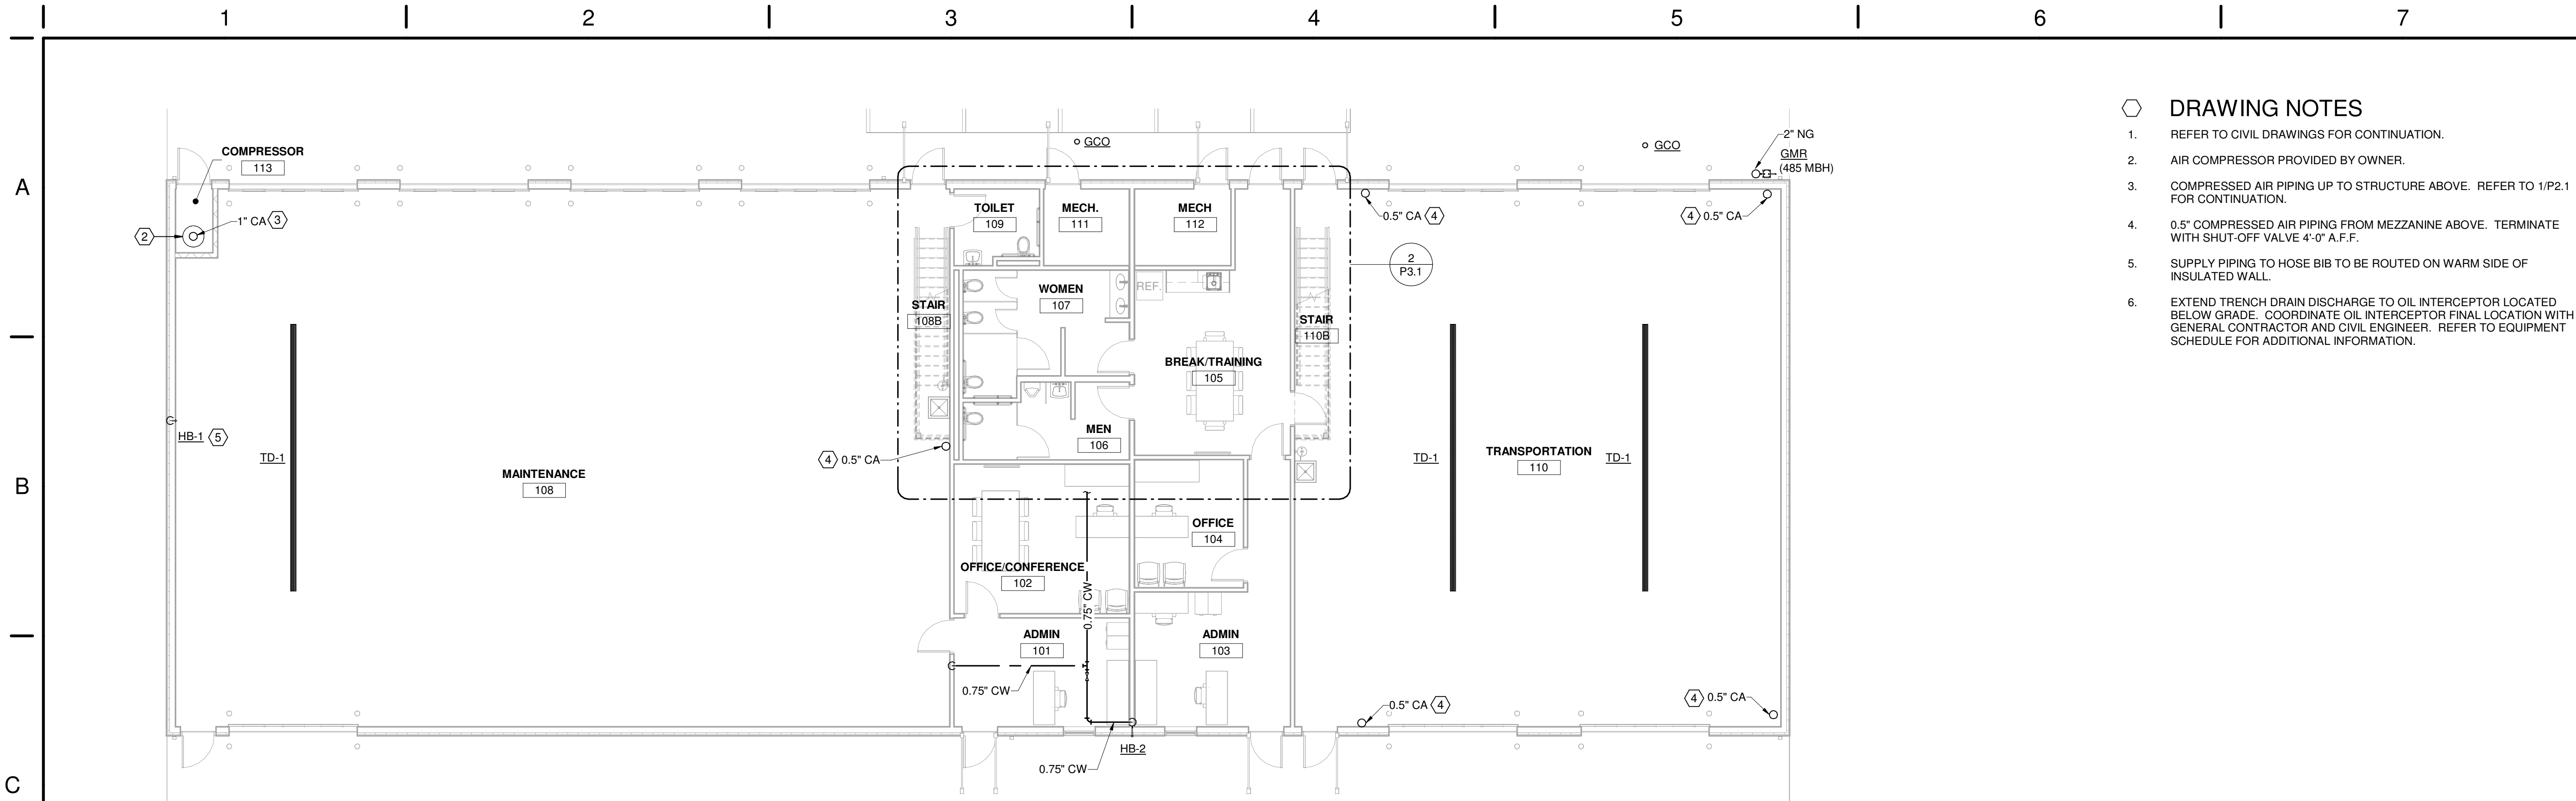 1
2
3
4
5
6
7
A
B
C
COMPRESSOR
113
1" CA 3
2
GCO
GCO
2" NG
GMR
(485 MBH)
TOILET
109
MECH.
111
MECH
112
0.5" CA 4
4 0.5" CA
2
P3.1
WOMEN
107
REF.
STAIR
108B
STAIR
110B
BREAK/TRAINING
105
HB-1 5
TD-1
MAINTENANCE
108
4 0.5" CA
MEN
106
TD-1
TRANSPORTATION
110
TD-1
OFFICE
104
OFFICE/CONFERENCE
102
0.75" CW
ADMIN
101
ADMIN
103
0.75" CW
0.5" CA 4
4 0.5" CA
HB-2
0.75" CW
DRAWING NOTES
1. REFER TO CIVIL DRAWINGS FOR CONTINUATION.
2. AIR COMPRESSOR PROVIDED BY OWNER.
3. COMPRESSED AIR PIPING UP TO STRUCTURE ABOVE. REFER TO 1/P2.1
FOR CONTINUATION.
4. 0.5" COMPRESSED AIR PIPING FROM MEZZANINE ABOVE. TERMINATE
WITH SHUT-OFF VALVE 4'-0" A.F.F.
5. SUPPLY PIPING TO HOSE BIB TO BE ROUTED ON WARM SIDE OF
INSULATED WALL.
6. EXTEND TRENCH DRAIN DISCHARGE TO OIL INTERCEPTOR LOCATED
BELOW GRADE. COORDINATE OIL INTERCEPTOR FINAL LOCATION WITH
GENERAL CONTRACTOR AND CIVIL ENGINEER. REFER TO EQUIPMENT
SCHEDULE FOR ADDITIONAL INFORMATION.